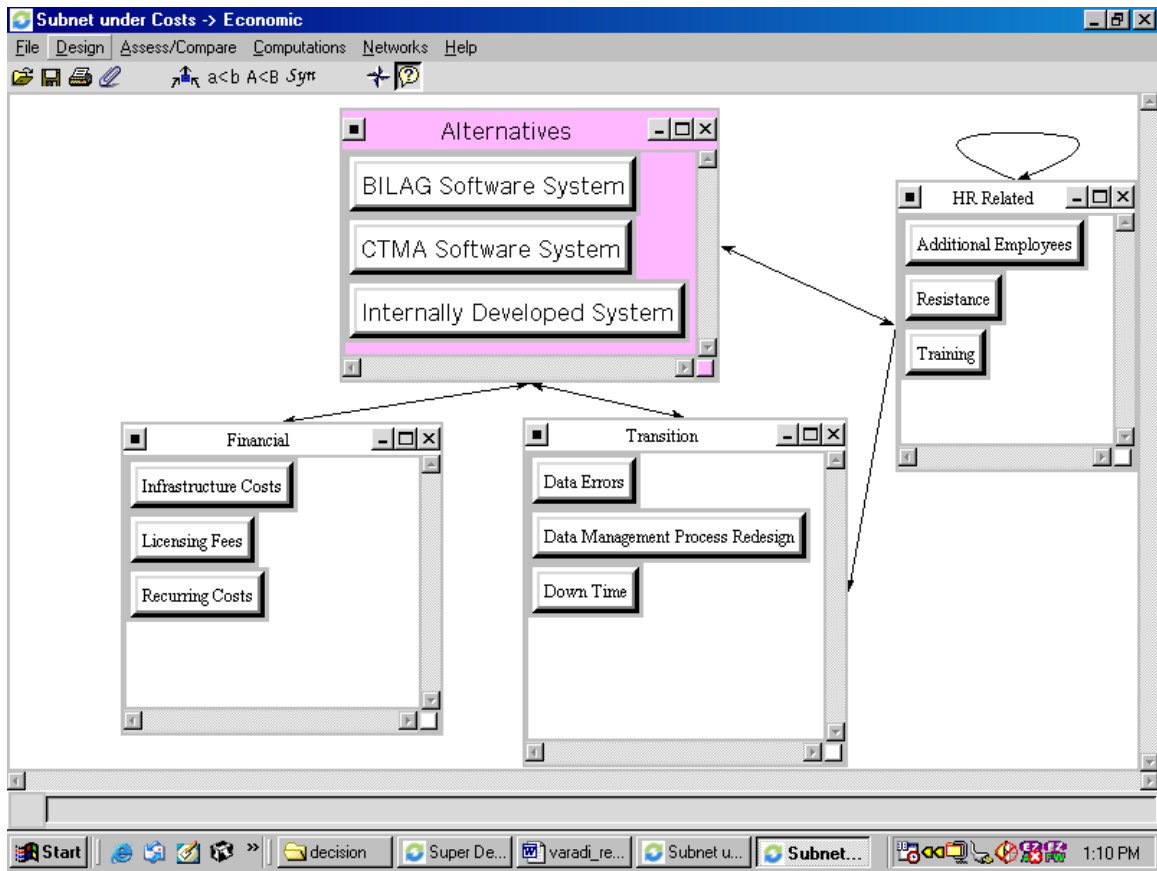 Subnet under Costs -> Economic
File Design Assess/Compare Computations Networks Help
a<b A<B Syn
Alternatives
BILAG Software System
CTMA Software System
Internally Developed System
HR Related
Additional Employees
Resistance
Training
Financial
Infrastructure Costs
Licensing Fees
Recurring Costs
Transition
Data Errors
Data Management Process Redesign
Down Time
Start » decision Super De... varadi_re... Subnet u... Subnet... 1:10 PM